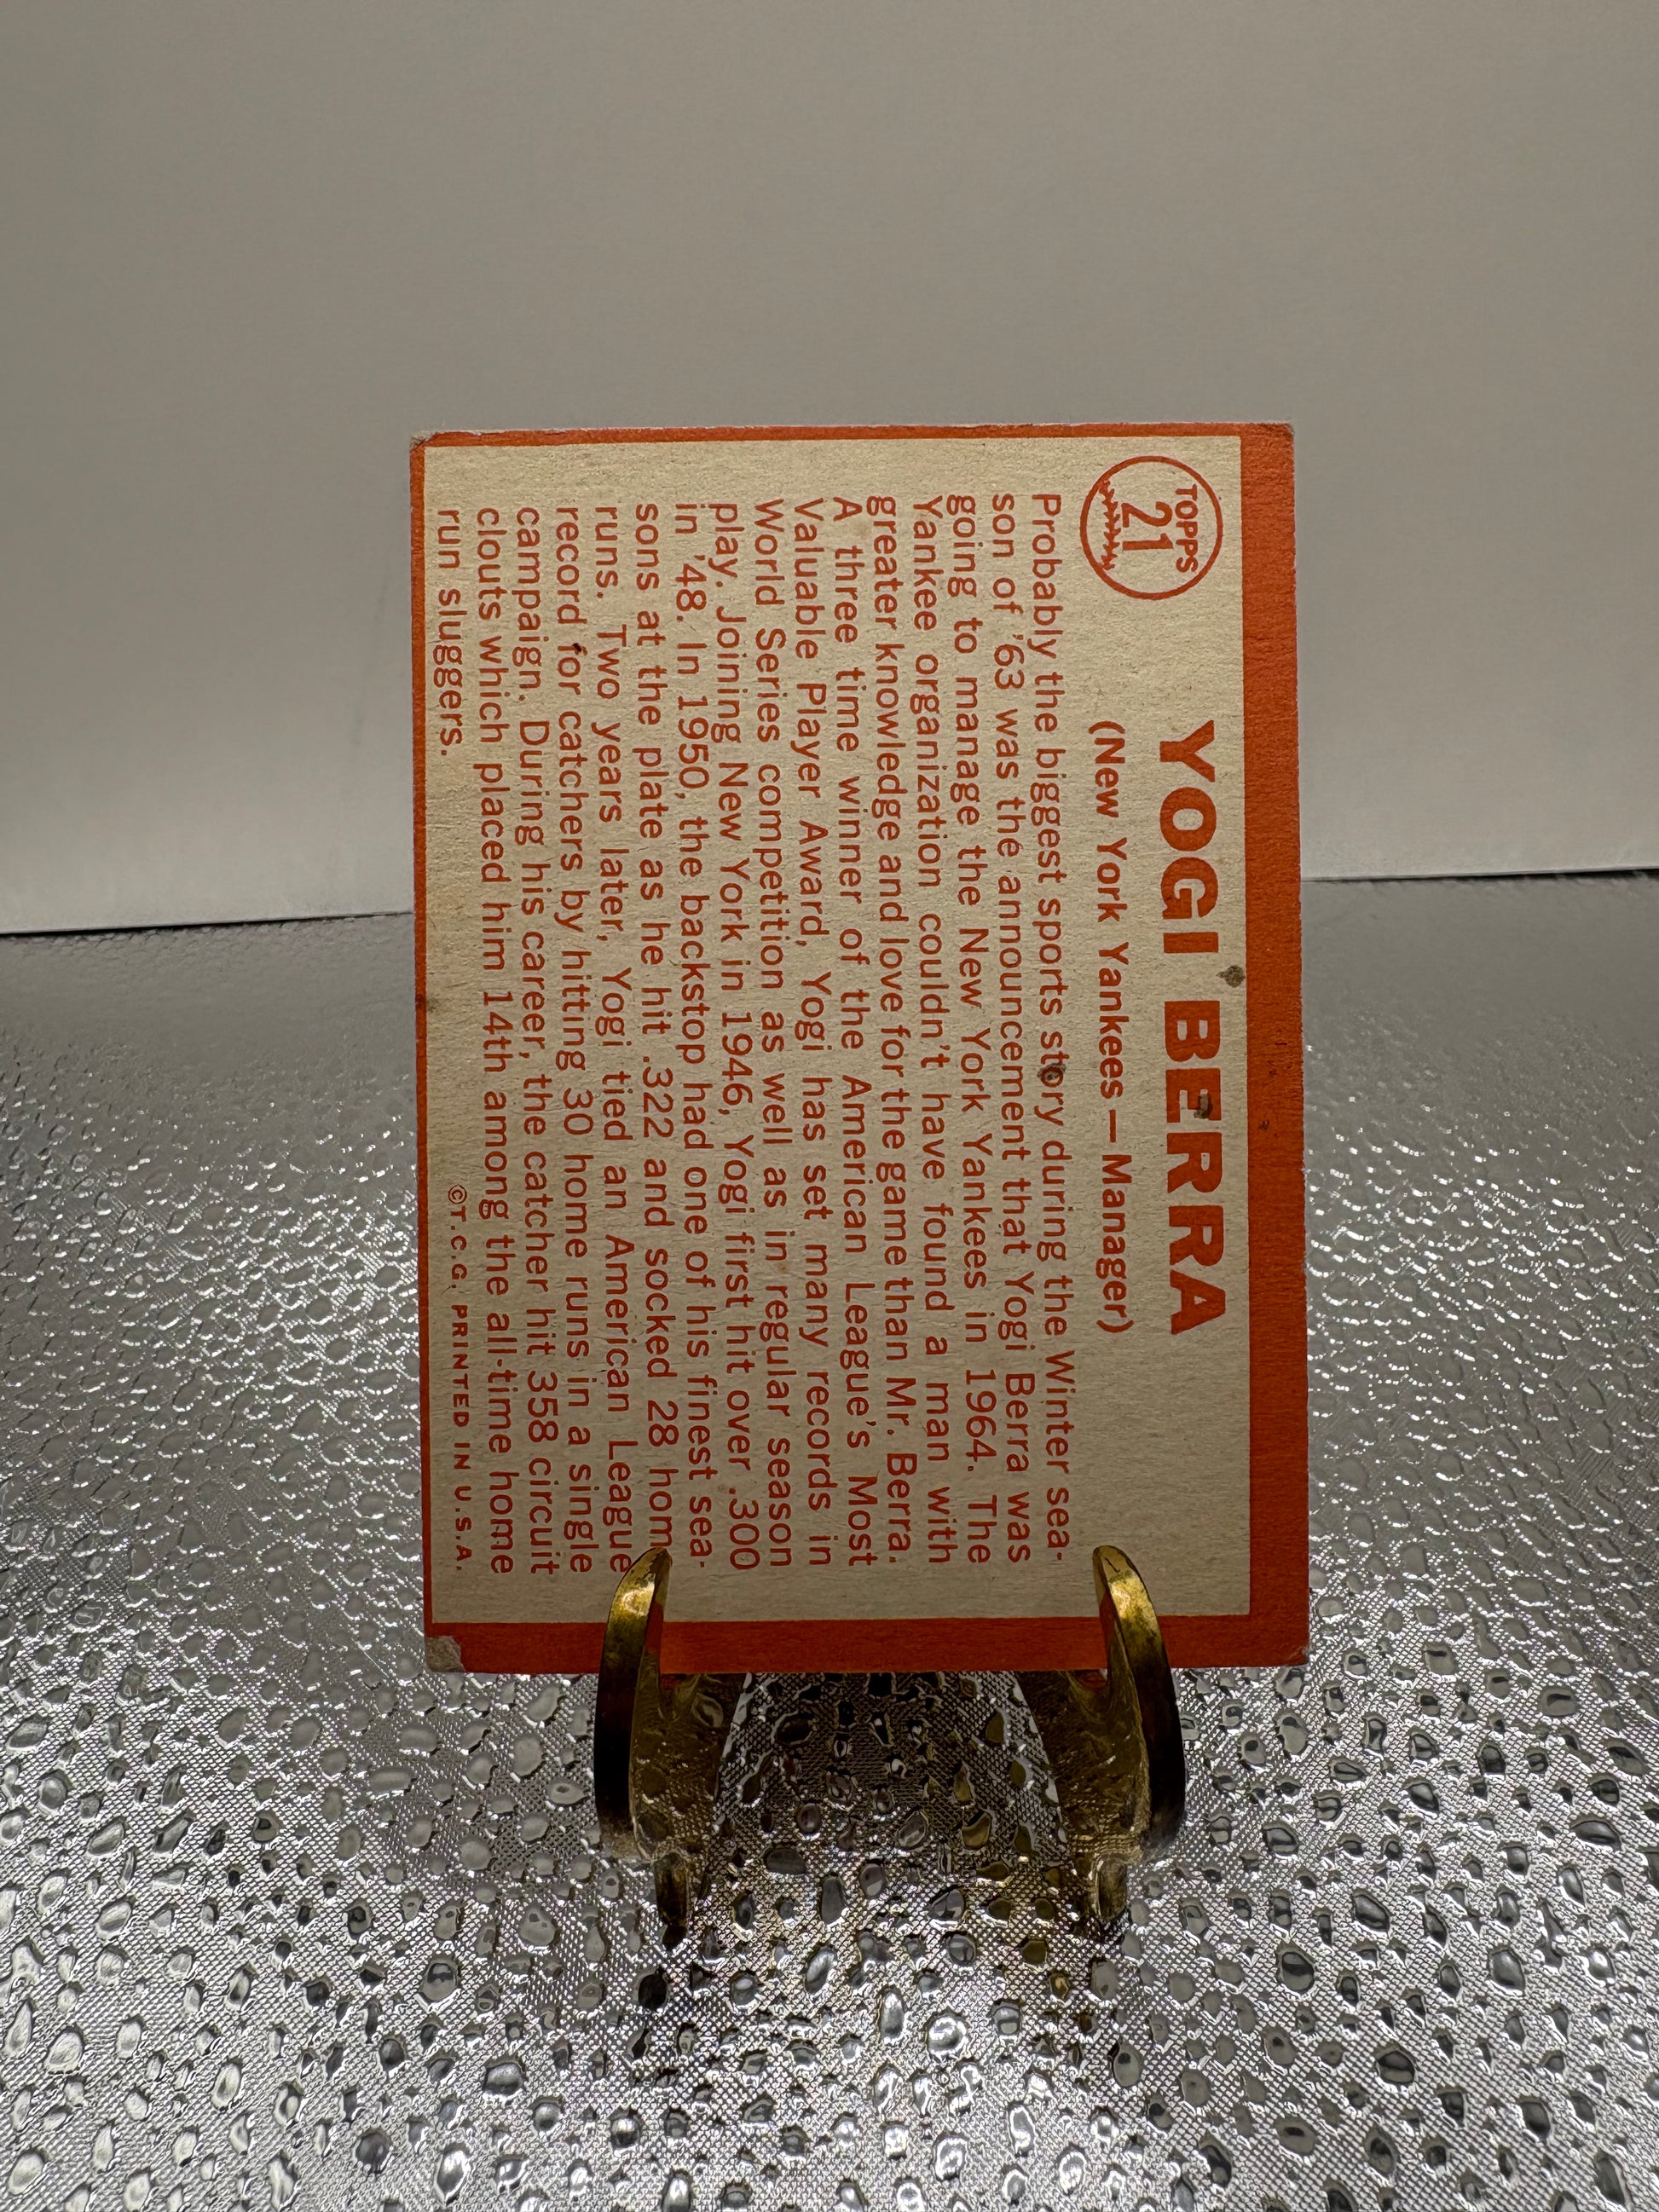 TOPPS
21
YOGI BERRA
(New York Yankees — Manager)
Probably the biggest sports story during the Winter sea-
son of '63 was the announcement that Yogi Berra was
going to manage the New York Yankees in 1964. The
Yankee organization couldn't have found a man with
greater knowledge and love for the game than Mr. Berra.
A three time winner of the American League's Most
Valuable Player Award, Yogi has set many records in
World Series competition as well as in regular season
play. Joining New York in 1946, Yogi first hit over .300
in '48. In 1950, the backstop had one of his finest sea-
sons at the plate as he hit .322 and socked 28 home
runs. Two years later, Yogi tied an American League
record for catchers by hitting 30 home runs in a single
campaign. During his career, the catcher hit 358 circuit
clouts which placed him 14th among the all-time home
run sluggers.
©T.C.G. PRINTED IN U.S.A.